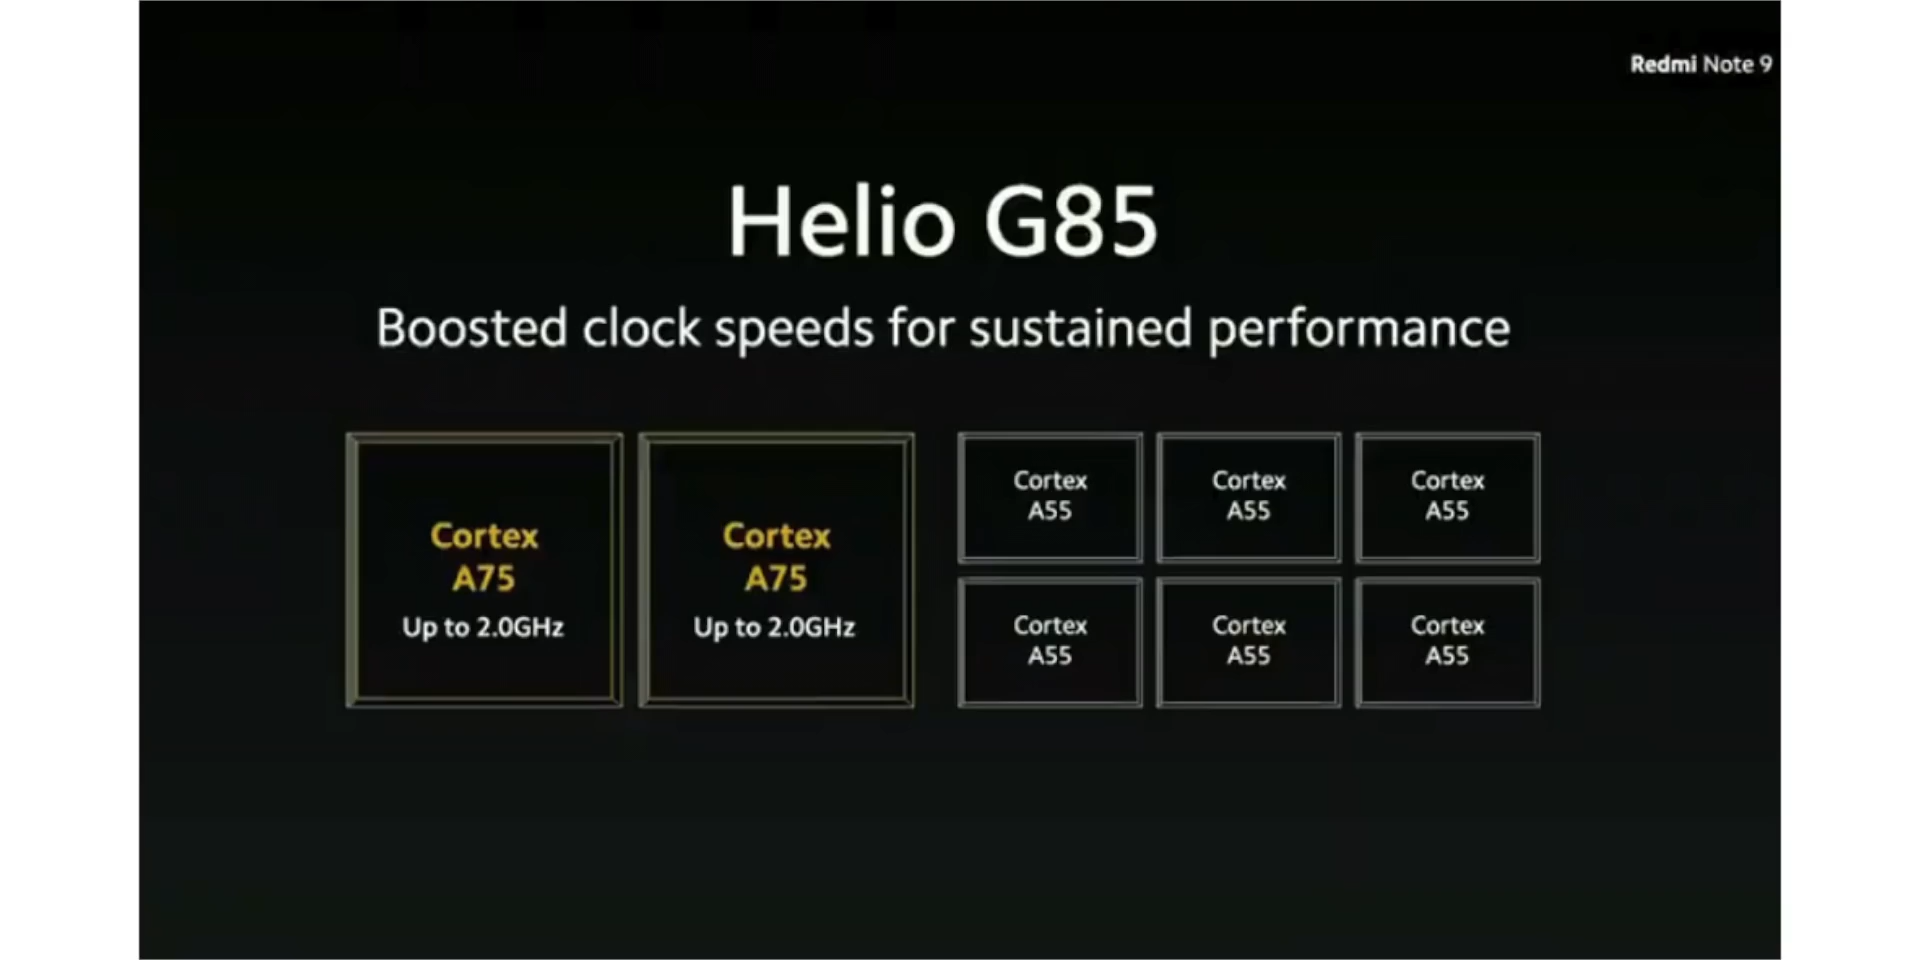 Redmi Note 9
Helio G85
Boosted clock speeds for sustained performance
Cortex
A75
Up to 2.0GHz
Cortex
A75
Up to 2.0GHz
Cortex
A55
Cortex
A55
Cortex
A55
Cortex
A55
Cortex
A55
Cortex
A55